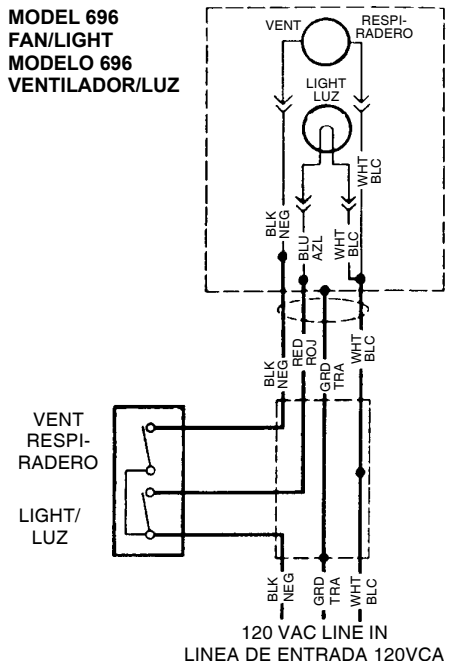 MODEL 696
FAN/LIGHT
MODELO 696
VENTILADOR/LUZ
VENT
RESPI-
RADERO
LIGHT
LUZ
WHT
BLC
BLK
NEG
BLU
AZL
WHT
BLC
BLK
NEG
RED
ROJ
GRD
TRA
WHT
BLC
VENT
RESPI-
RADERO
LIGHT/
LUZ
BLK
NEG
GRD
TRA
WHT
BLC
120 VAC LINE IN
LINEA DE ENTRADA 120VCA